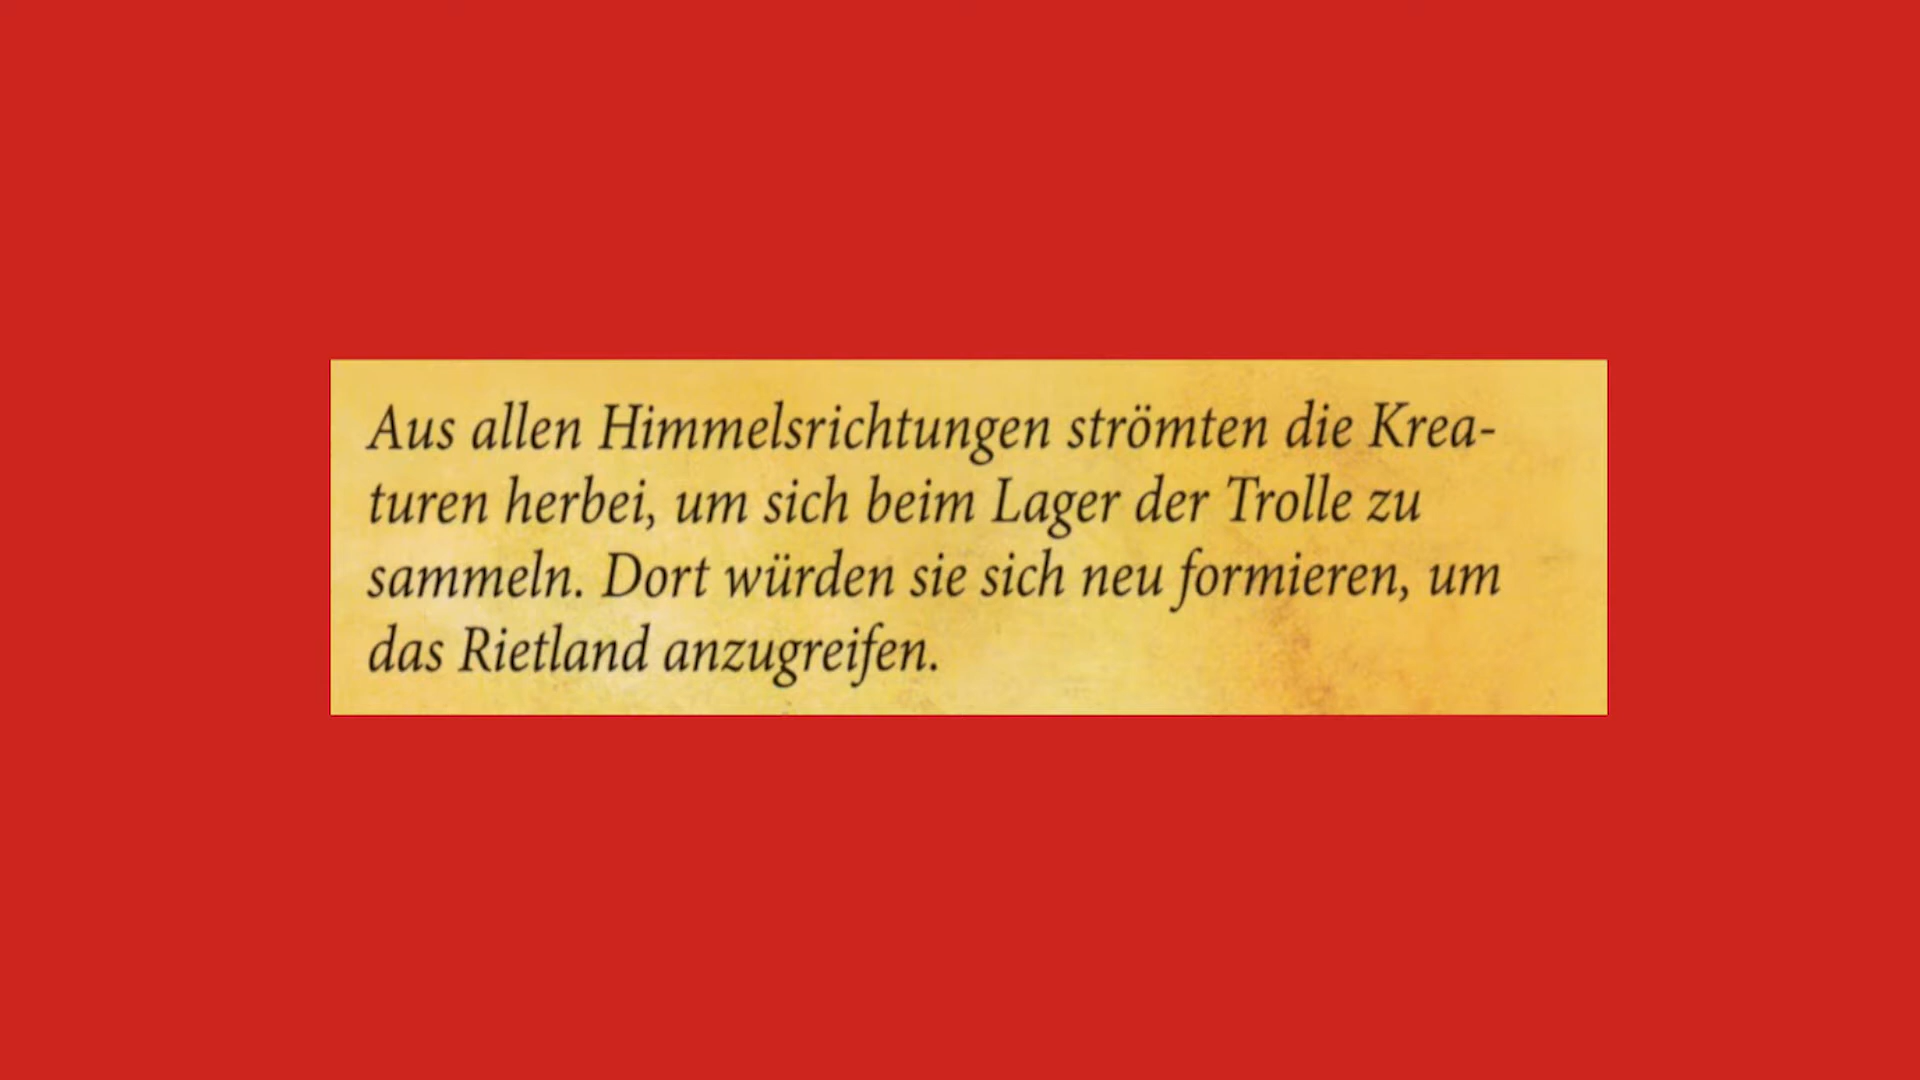 Aus allen Himmelsrichtungen strömten die Krea-
turen herbei, um sich beim Lager der Trolle zu
sammeln. Dort würden sie sich neu formieren, um
das Rietland anzugreifen.